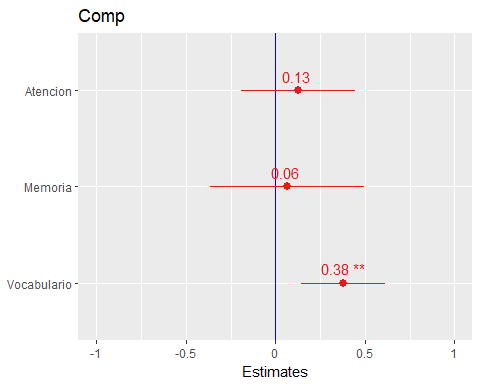 Comp
0.13
Atencion
0.06
Memoria
0.38 **
Vocabulario
-1 -0.5 0 0.5 1
Estimates